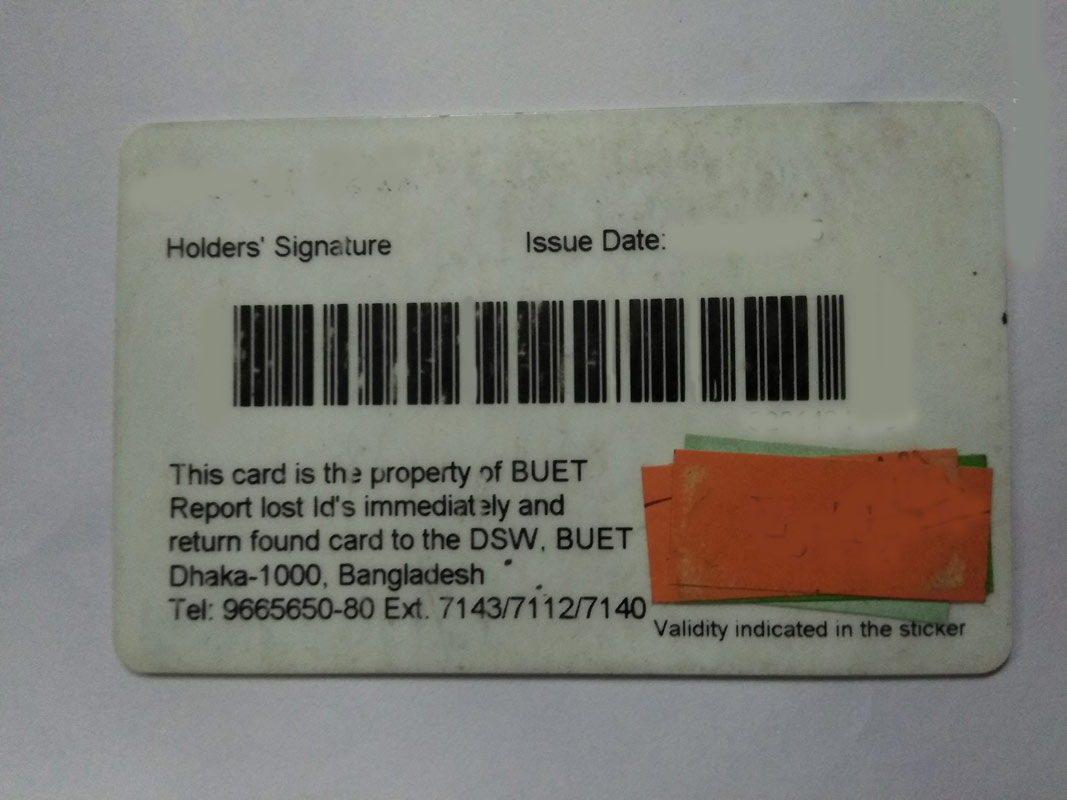 Holders' Signature
Issue Date:
This card is the property of BUET
Report lost Id's immediately and
return found card to the DSW, BUET
Dhaka-1000, Bangladesh
Tel: 9665650-80 Ext. 7143/7112/7140
Validity indicated in the sticker